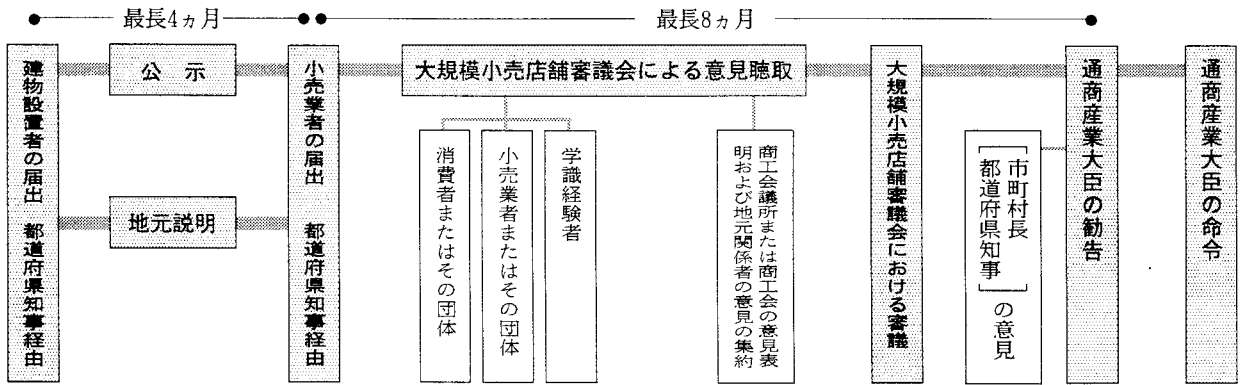 最長4ヵ月
最長8ヵ月
建物設置者の届出 都道府県知事経由
公示
地元説明
小売業者の届出 都道府県知事経由
大規模小売店舗審議会による意見聴取
消費者またはその団体
小売業者またはその団体
学識経験者
商工会議所または商工会の意見表
明および地元関係者の意見の集約
大規模小売店舗審議会における審議
［市町村長
都道府県知事］の意見
通商産業大臣の勧告
通商産業大臣の命令